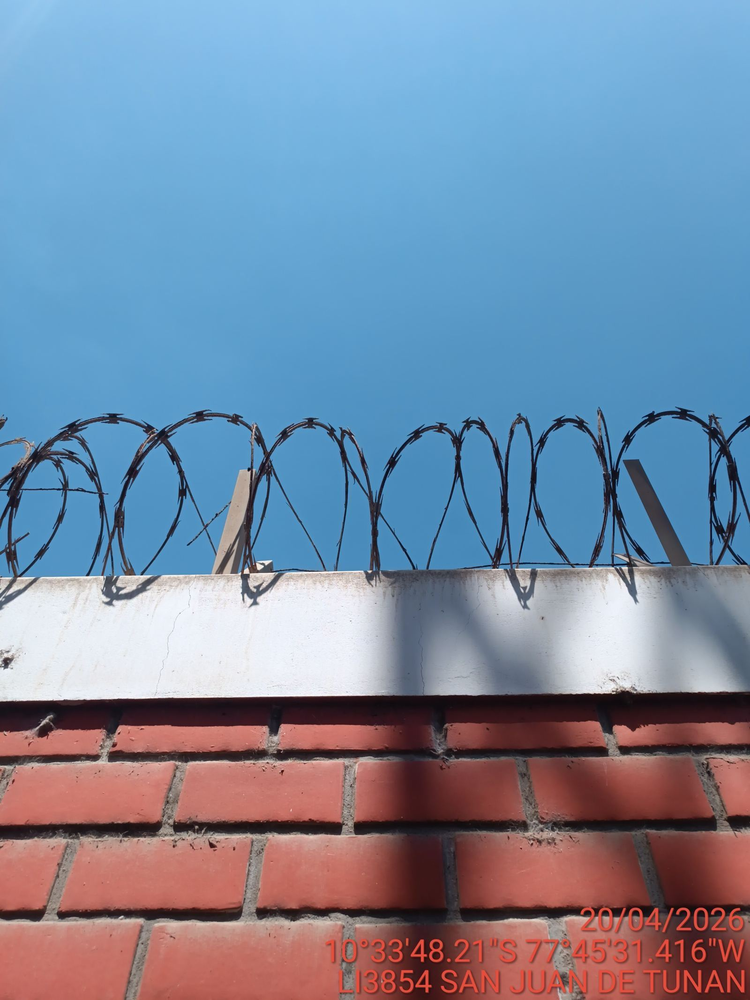 20/04/2026
10°33'48.21"S 77°45'31.416"W
LI3854 SAN JUAN DE TUNAN